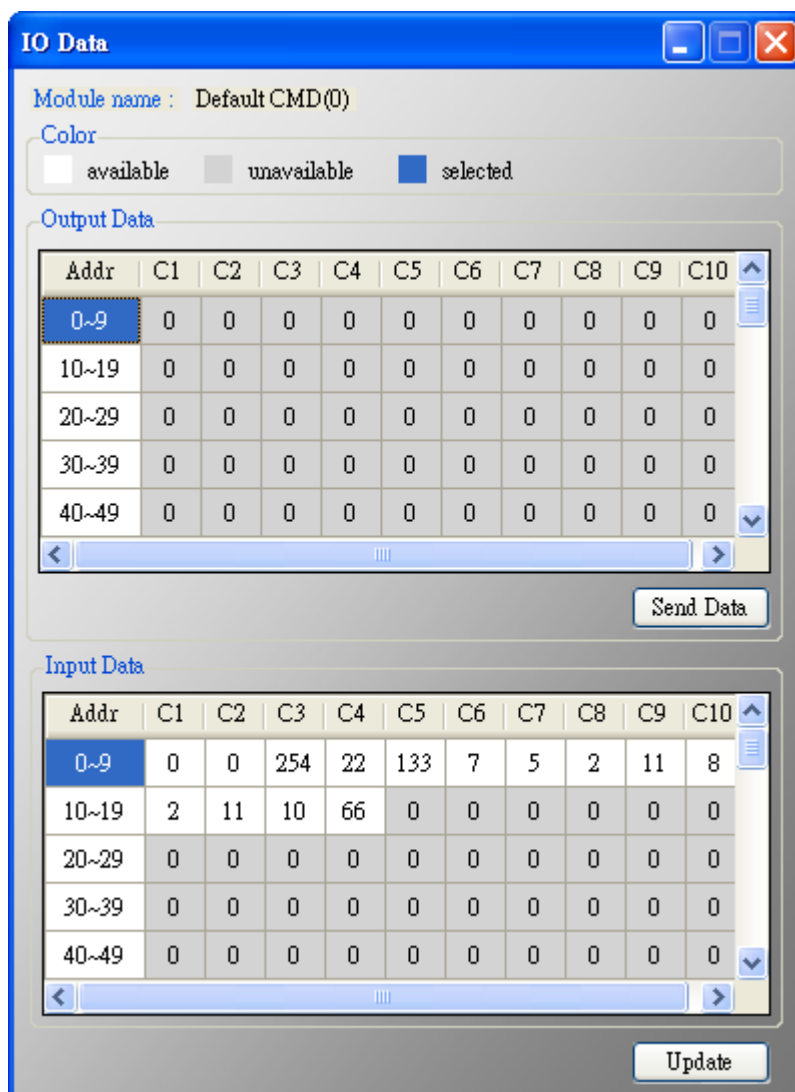 IO Data
Module name : Default CMD(0)
Color
available unavailable selected
Output Data
Addr C1 C2 C3 C4 C5 C6 C7 C8 C9 C10
0~9 0 0 0 0 0 0 0 0 0 0
10~19 0 0 0 0 0 0 0 0 0 0
20~29 0 0 0 0 0 0 0 0 0 0
30~39 0 0 0 0 0 0 0 0 0 0
40~49 0 0 0 0 0 0 0 0 0 0
Send Data
Input Data
Addr C1 C2 C3 C4 C5 C6 C7 C8 C9 C10
0~9 0 0 254 22 133 7 5 2 11 8
10~19 2 11 10 66 0 0 0 0 0 0
20~29 0 0 0 0 0 0 0 0 0 0
30~39 0 0 0 0 0 0 0 0 0 0
40~49 0 0 0 0 0 0 0 0 0 0
Update